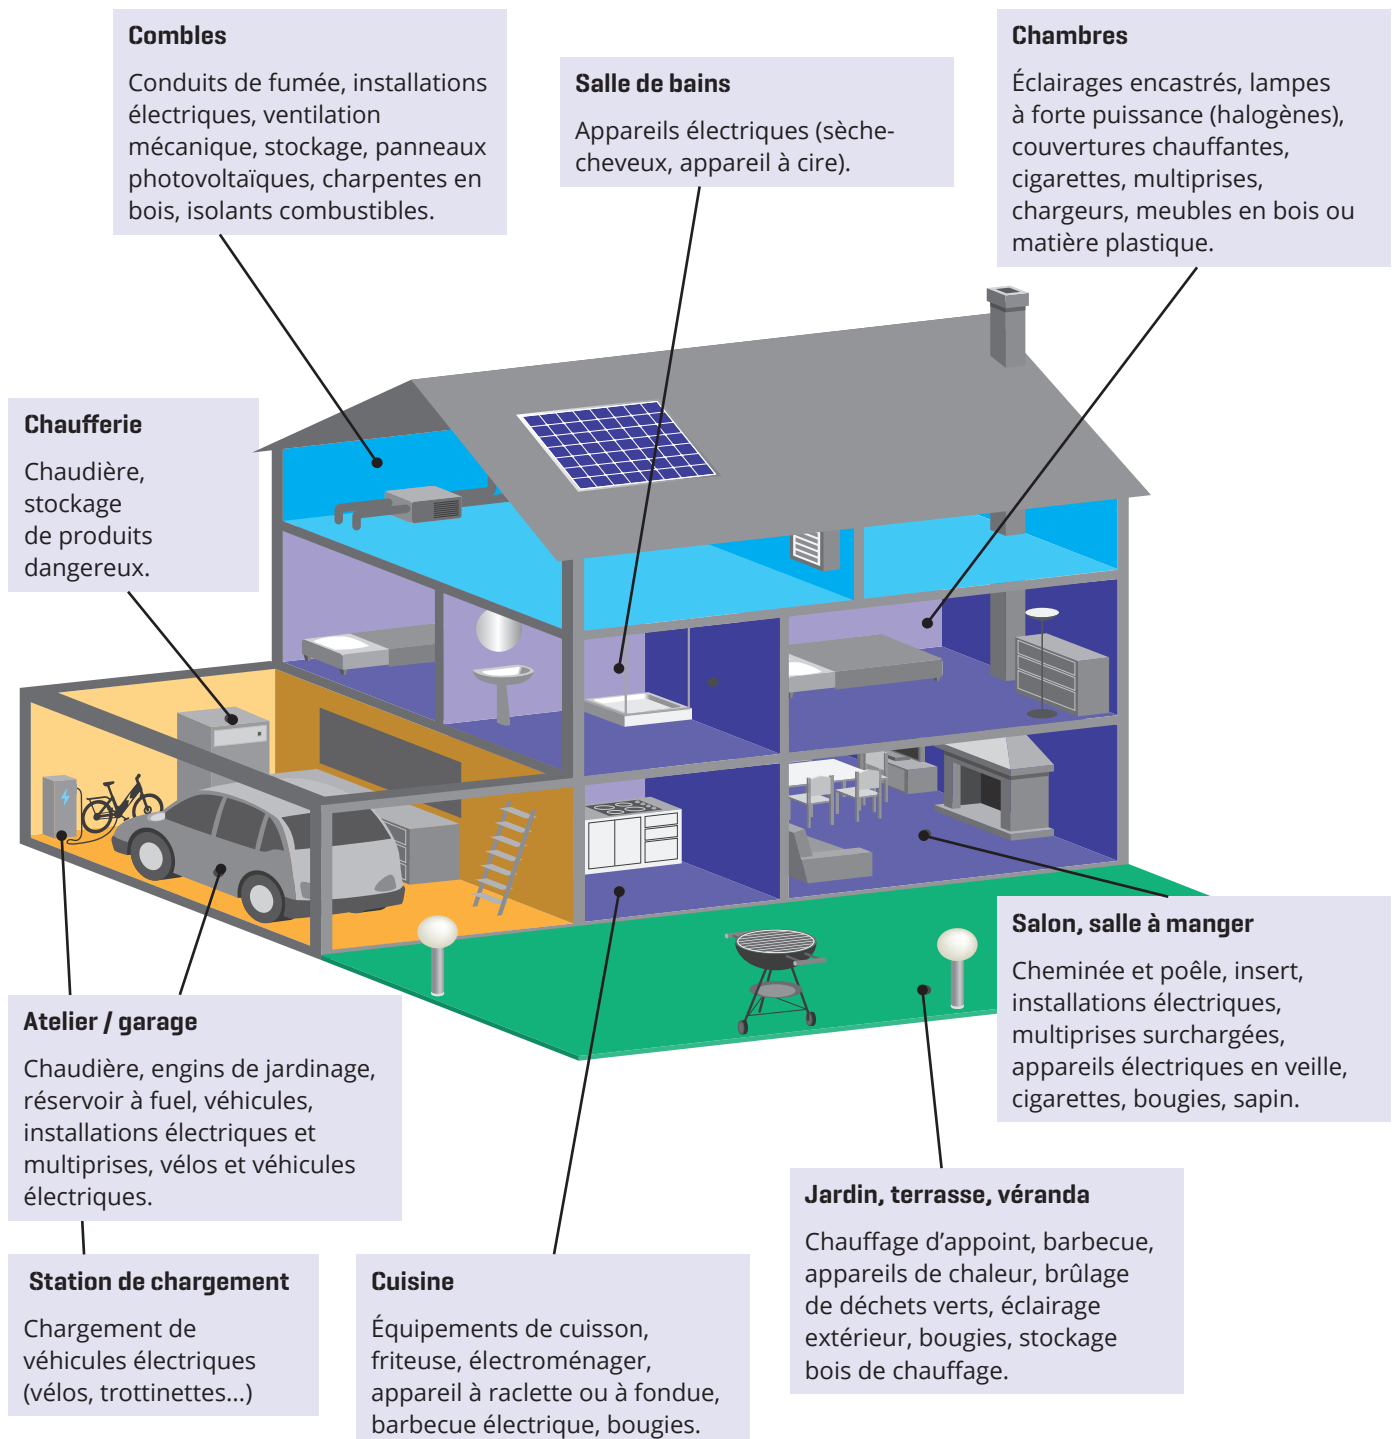 Combles
Conduits de fumée, installations
électriques, ventilation
mécanique, stockage, panneaux
photovoltaïques, charpentes en
bois, isolants combustibles.
Salle de bains
Appareils électriques (sèche-
cheveux, appareil à cire).
Chambres
Éclairages encastrés, lampes
à forte puissance (halogènes),
couvertures chauffantes,
cigarettes, multiprises,
chargeurs, meubles en bois ou
matière plastique.
Chaufferie
Chaudière,
stockage
de produits
dangereux.
Salon, salle à manger
Cheminée et poêle, insert,
installations électriques,
multiprises surchargées,
appareils électriques en veille,
cigarettes, bougies, sapin.
Atelier / garage
Chaudière, engins de jardinage,
réservoir à fuel, véhicules,
installations électriques et
multiprises, vélos et véhicules
électriques.
Jardin, terrasse, véranda
Chauffage d’appoint, barbecue,
appareils de chaleur, brûlage
de déchets verts, éclairage
extérieur, bougies, stockage
bois de chauffage.
Station de chargement
Chargement de
véhicules électriques
(vélos, trottinettes...)
Cuisine
Équipements de cuisson,
friteuse, électroménager,
appareil à raclette ou à fondue,
barbecue électrique, bougies.